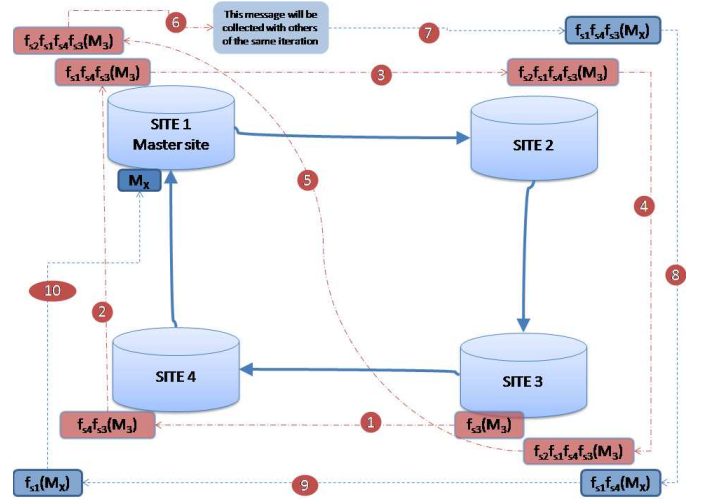 6
This message will be
collected with others
of the same iteration
7
fs1fs4fs3(MX)
fs2fs1fs4fs3(M3)
fs1fs4fs3(M3)
3
fs2fs1fs4fs3(M3)
SITE 1
Master site
SITE 2
MX
5
4
8
10
2
SITE 4
SITE 3
fs4fs3(M3)
1
fs3(M3)
fs2fs1fs4fs3(M3)
fs1(MX)
9
fs1fs4(MX)